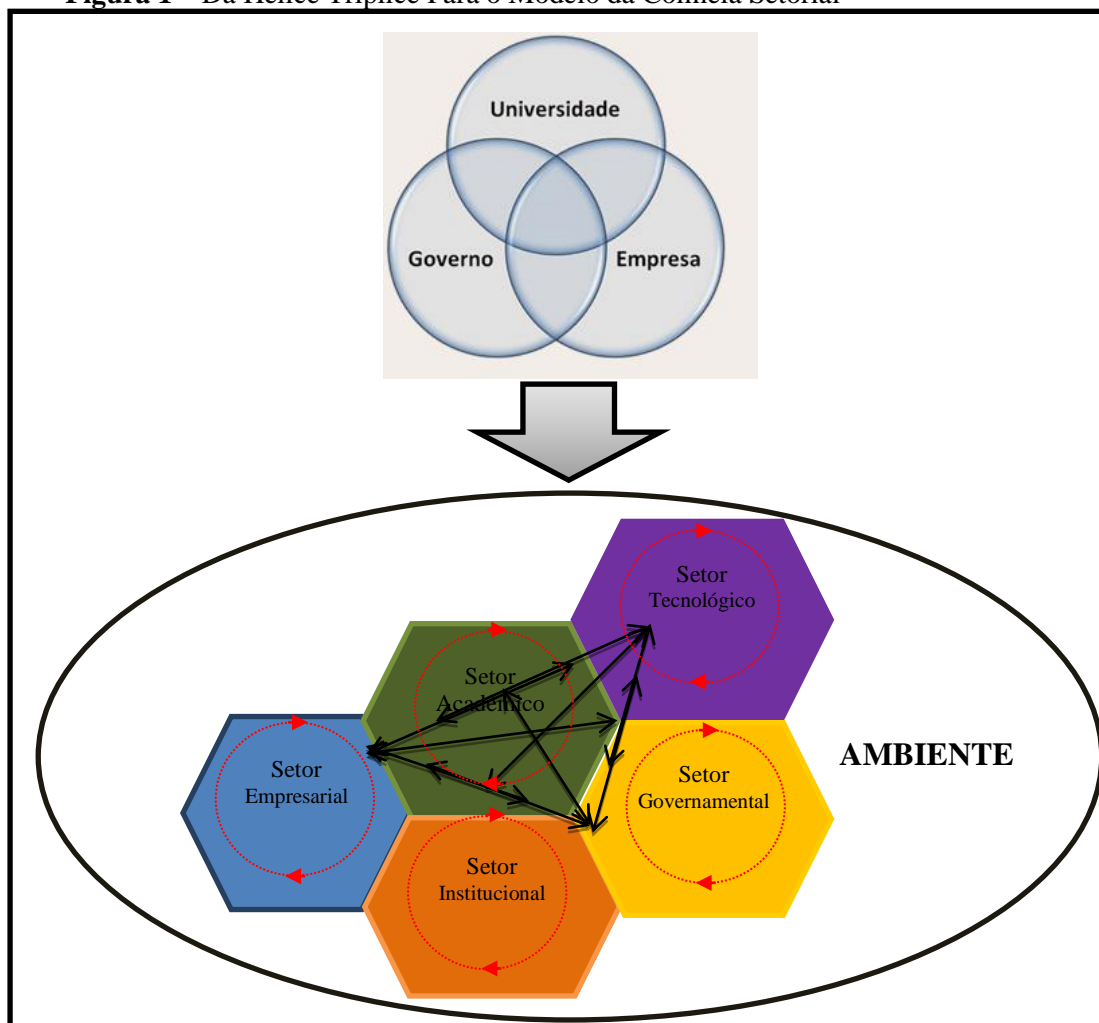 Figura 1 – Da Hélice Tríplice Para o Modelo da Colmeia Setorial
Universidade
Governo
Empresa
Setor
Tecnológico
Setor
Acadêmico
Setor
Empresarial
Setor
Governamental
AMBIENTE
Setor
Institucional